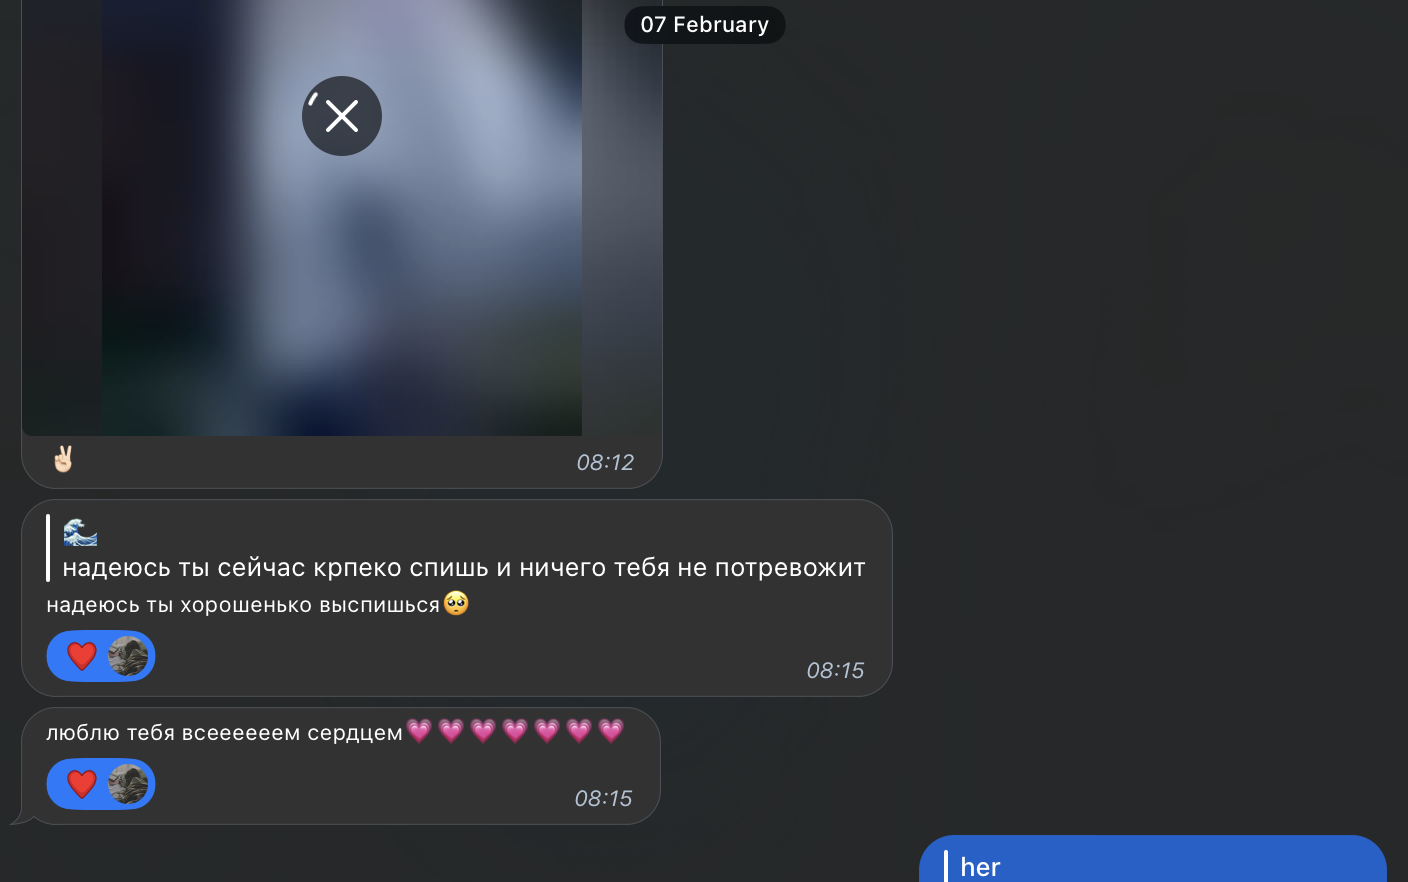 07 February
✌🏻
08:12
🌊
надеюсь ты сейчас крпеко спишь и ничего тебя не потревожит
надеюсь ты хорошенько выспишься🥺
❤️
08:15
люблю тебя всеееееем сердцем💗💗💗💗💗💗💗
❤️
08:15
her